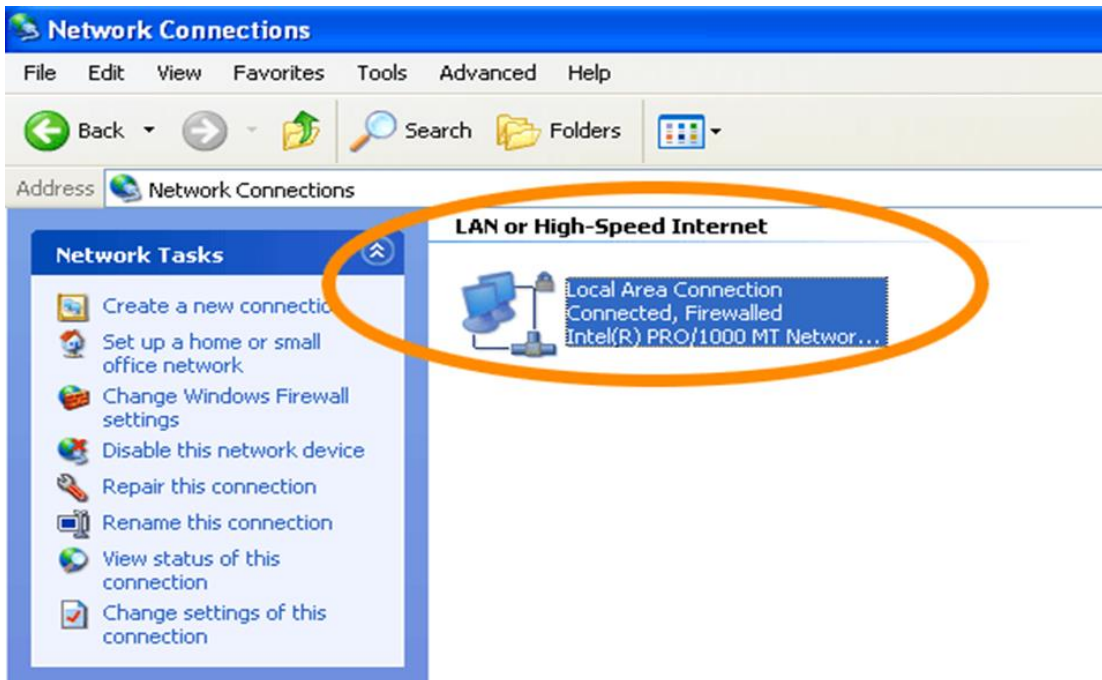 Network Connections
File Edit View Favorites Tools Advanced Help
Back Search Folders
Address Network Connections
Network Tasks
Create a new connectio
Set up a home or small
office network
Change Windows Firewall
settings
Disable this network device
Repair this connection
Rename this connection
View status of this
connection
Change settings of this
connection
LAN or High-Speed Internet
Local Area Connection
Connected, Firewalled
Intel(R) PRO/1000 MT Networ...